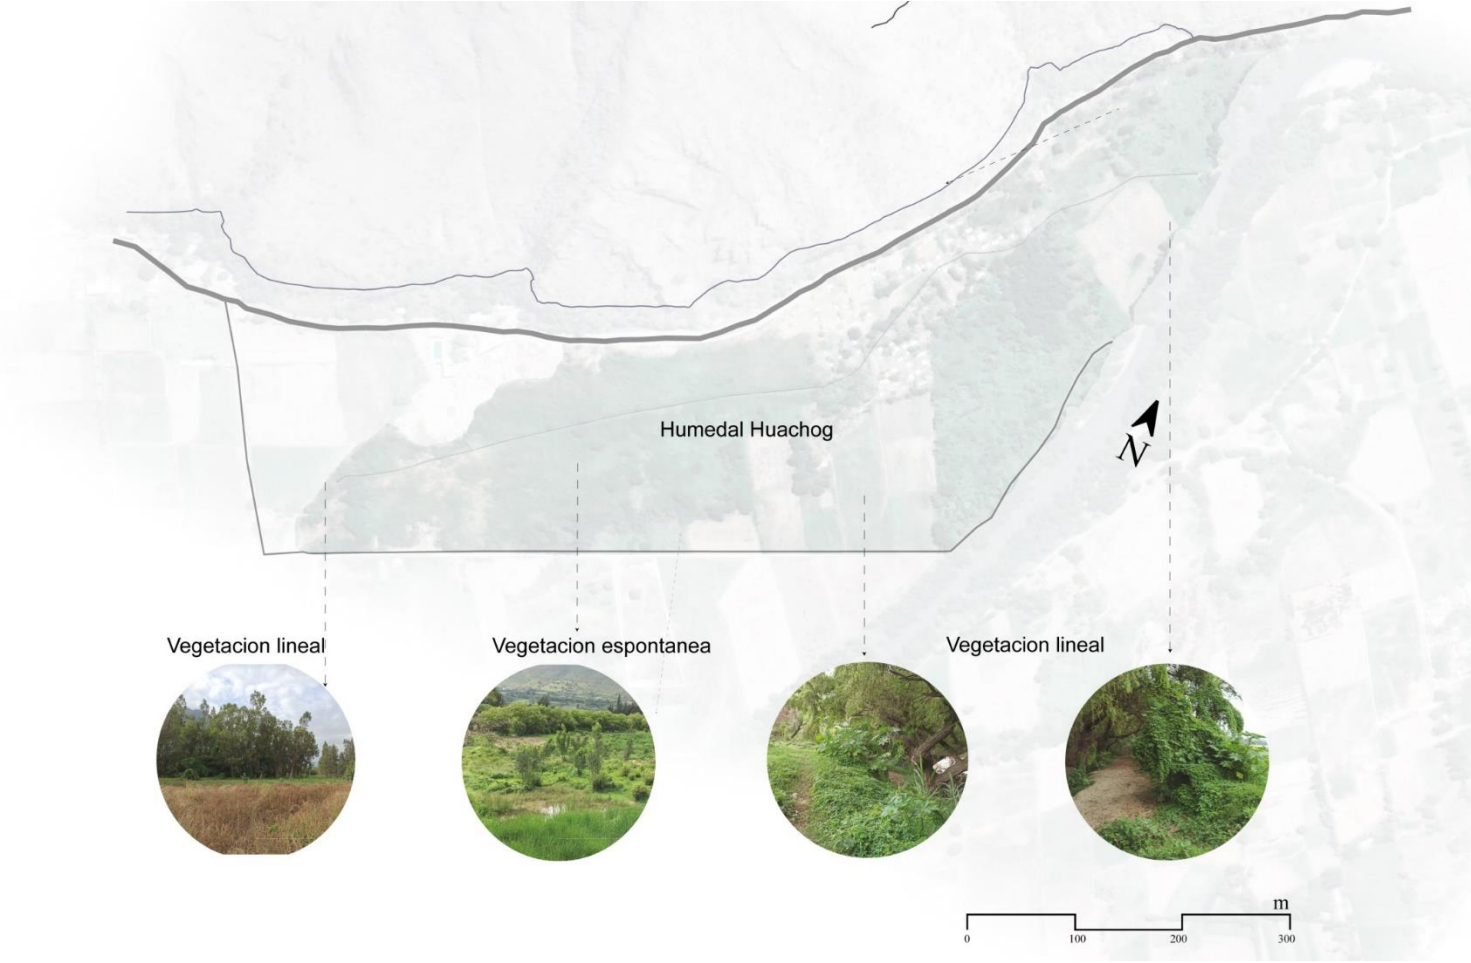 Humedal Huachog
N
Vegetacion lineal
Vegetacion espontanea
Vegetacion lineal
m
0 100 200 300